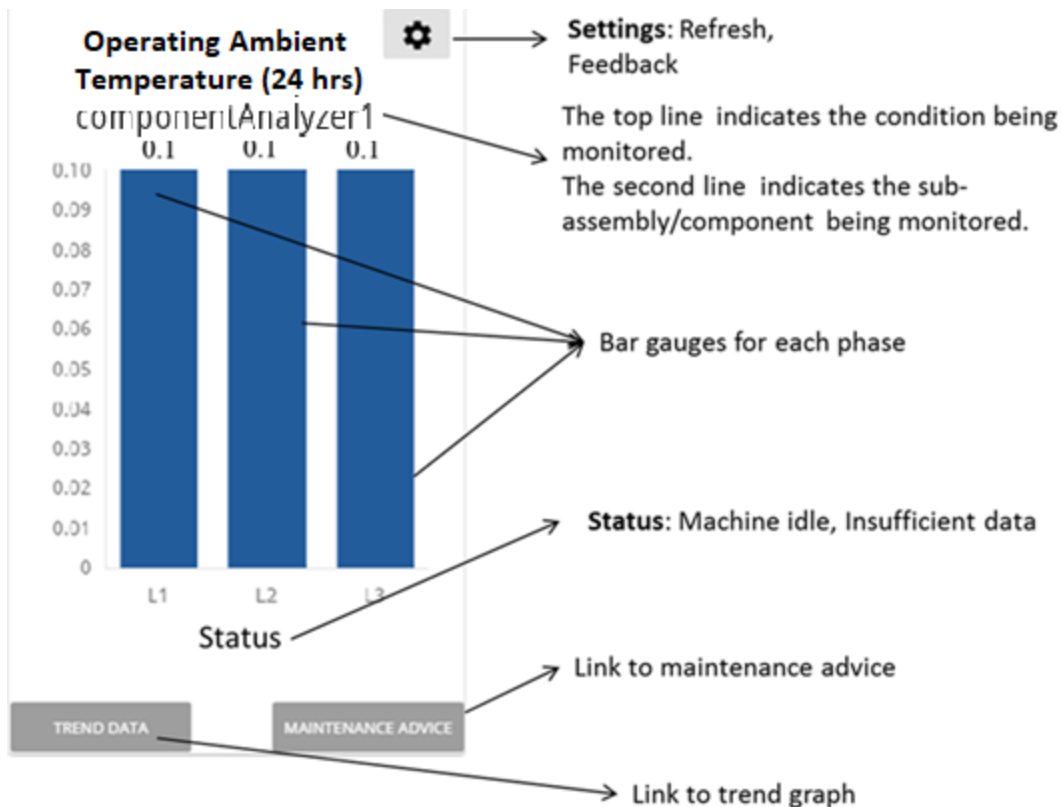 Operating Ambient
Temperature (24 hrs)
componentAnalyzer1
Settings: Refresh,
Feedback
The top line indicates the condition being
monitored.
The second line indicates the sub-
assembly/component being monitored.
0.1 0.1 0.1
0.10
0.09
0.08
0.07
0.06
0.05
0.04
0.03
0.02
0.01
0
L1 L2 L3
Bar gauges for each phase
Status
Status: Machine idle, Insufficient data
Link to maintenance advice
TREND DATA
MAINTENANCE ADVICE
Link to trend graph